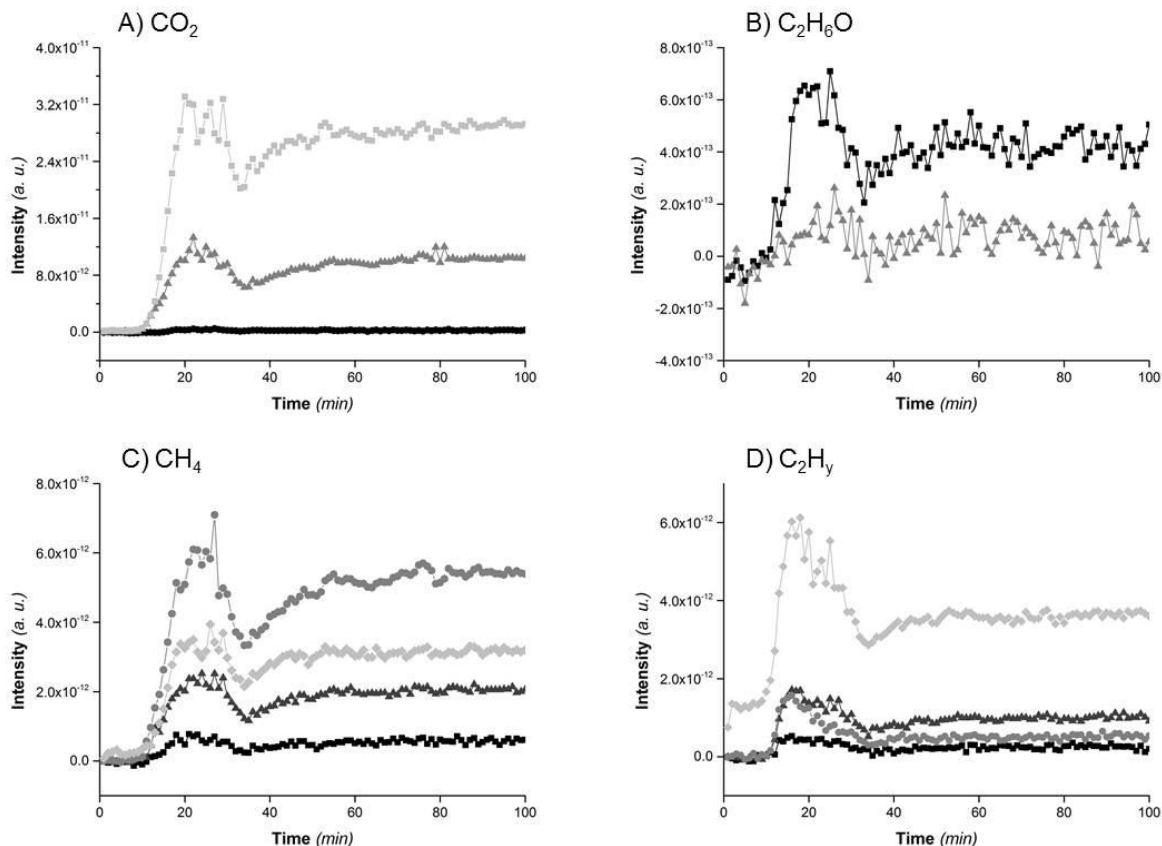 A) CO₂
4.0x10⁻¹¹
3.2x10⁻¹¹
2.4x10⁻¹¹
1.6x10⁻¹¹
8.0x10⁻¹²
0.0
Intensity (a. u.)
0 20 40 60 80 100
Time (min)
B) C₂H₆O
8.0x10⁻¹³
6.0x10⁻¹³
4.0x10⁻¹³
2.0x10⁻¹³
0.0
-2.0x10⁻¹³
-4.0x10⁻¹³
Intensity (a. u.)
0 20 40 60 80 100
Time (min)
C) CH₄
8.0x10⁻¹²
6.0x10⁻¹²
4.0x10⁻¹²
2.0x10⁻¹²
0.0
Intensity (a. u.)
0 20 40 60 80 100
Time (min)
D) C₂Hᵧ
6.0x10⁻¹²
4.0x10⁻¹²
2.0x10⁻¹²
0.0
Intensity (a. u.)
0 20 40 60 80 100
Time (min)